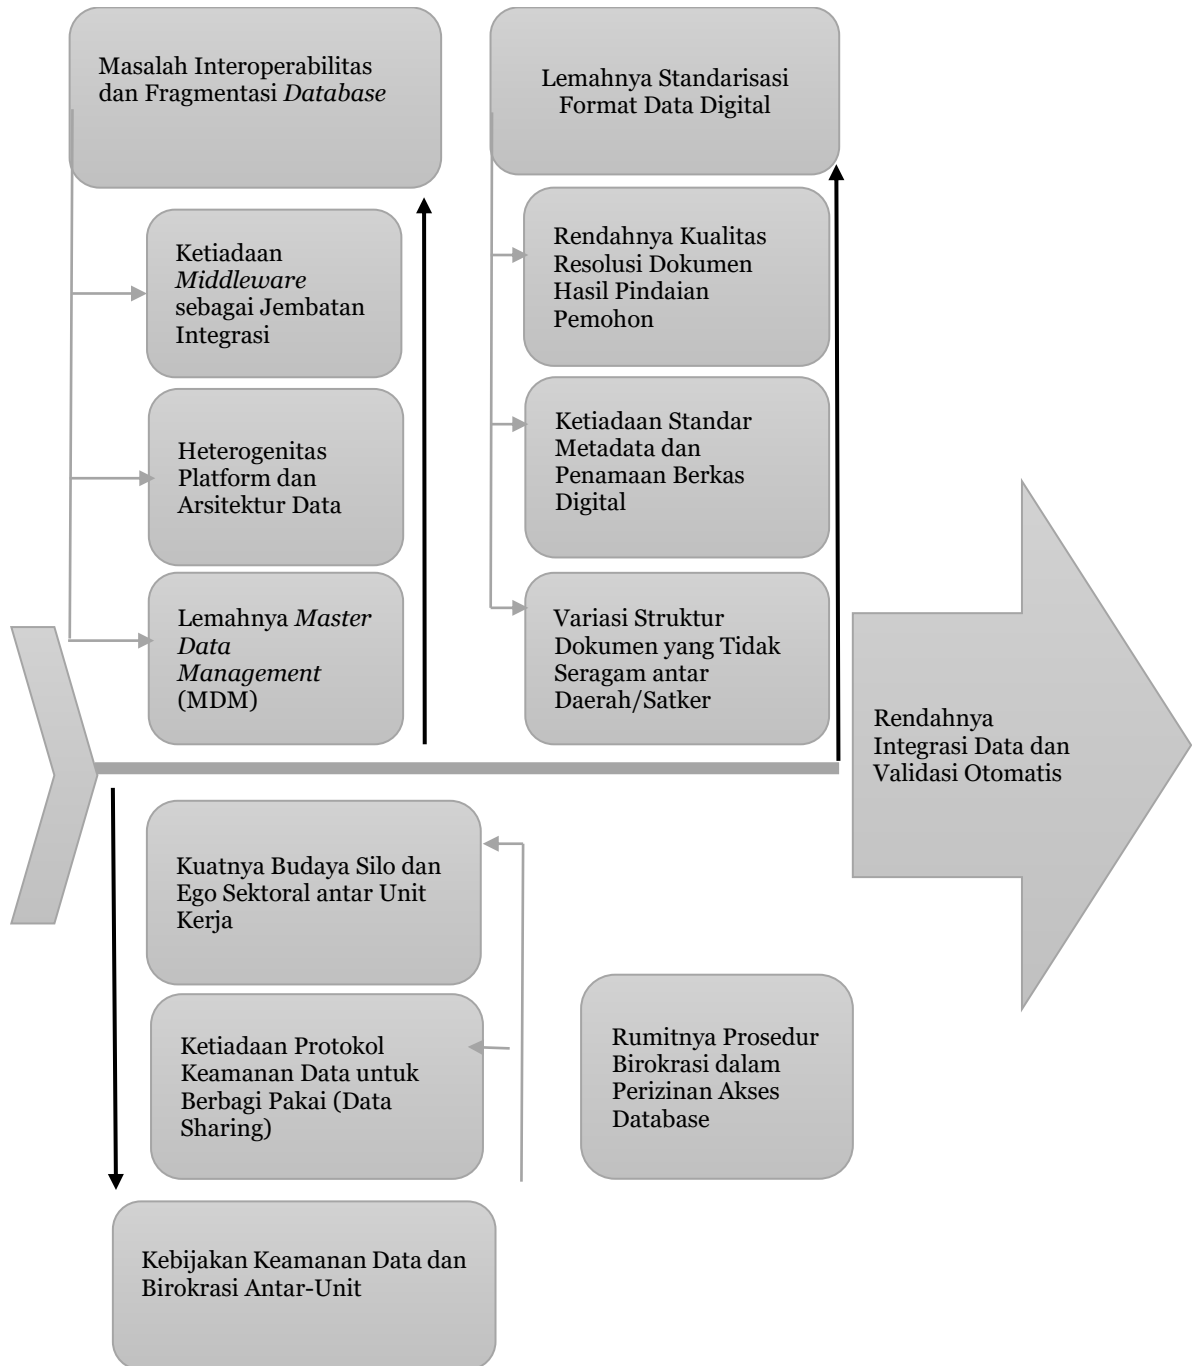 Masalah Interoperabilitas
dan Fragmentasi Database
Lemahnya Standarisasi
Format Data Digital
Ketiadaan
Middleware
sebagai Jembatan
Integrasi
Rendahnya Kualitas
Resolusi Dokumen
Hasil Pindaian
Pemohon
Heterogenitas
Platform dan
Arsitektur Data
Ketiadaan Standar
Metadata dan
Penamaan Berkas
Digital
Lemahnya Master
Data
Management
(MDM)
Variasi Struktur
Dokumen yang Tidak
Seragam antar
Daerah/Satker
Rendahnya
Integrasi Data dan
Validasi Otomatis
Kuatnya Budaya Silo dan
Ego Sektoral antar Unit
Kerja
Ketiadaan Protokol
Keamanan Data untuk
Berbagi Pakai (Data
Sharing)
Rumitnya Prosedur
Birokrasi dalam
Perizinan Akses
Database
Kebijakan Keamanan Data dan
Birokrasi Antar-Unit